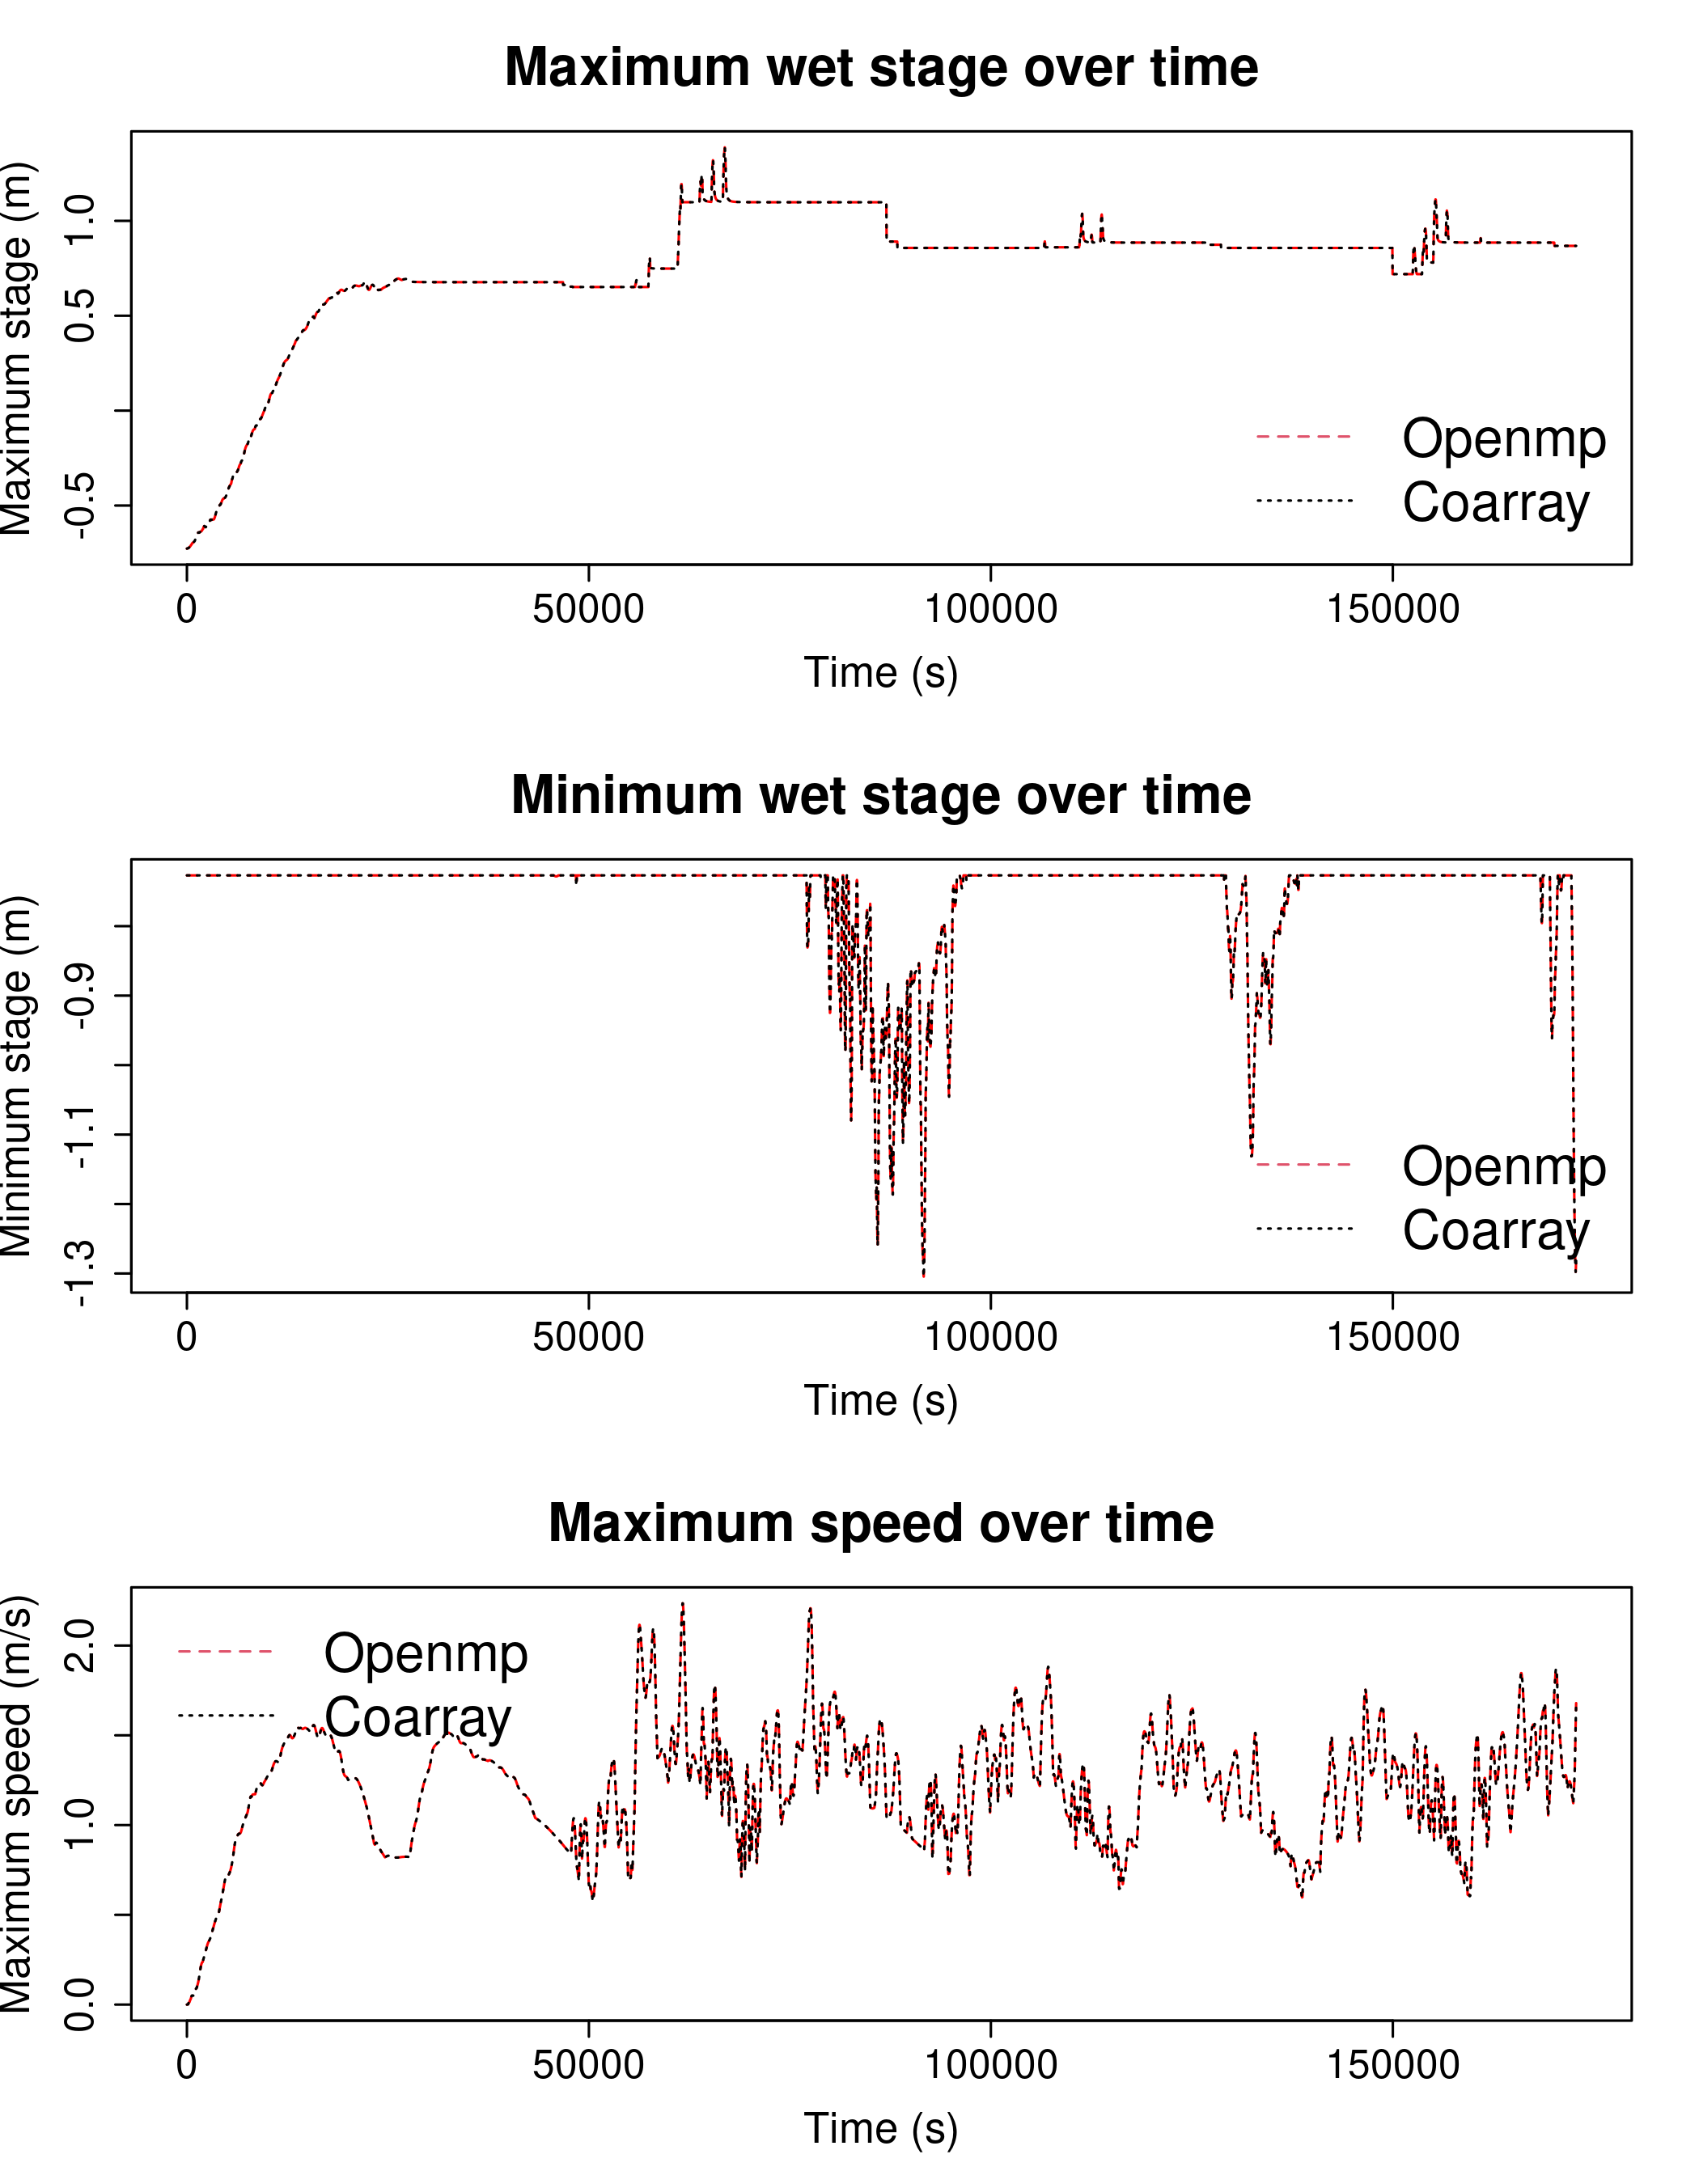 Maximum wet stage over time
Maximum stage (m)
1.0
0.5
-0.5
Openmp
Coarray
0 50000 100000 150000
Time (s)
Minimum wet stage over time
Minimum stage (m)
-0.9
-1.1
-1.3
Openmp
Coarray
0 50000 100000 150000
Time (s)
Maximum speed over time
Maximum speed (m/s)
2.0
1.0
0.0
Openmp
Coarray
0 50000 100000 150000
Time (s)